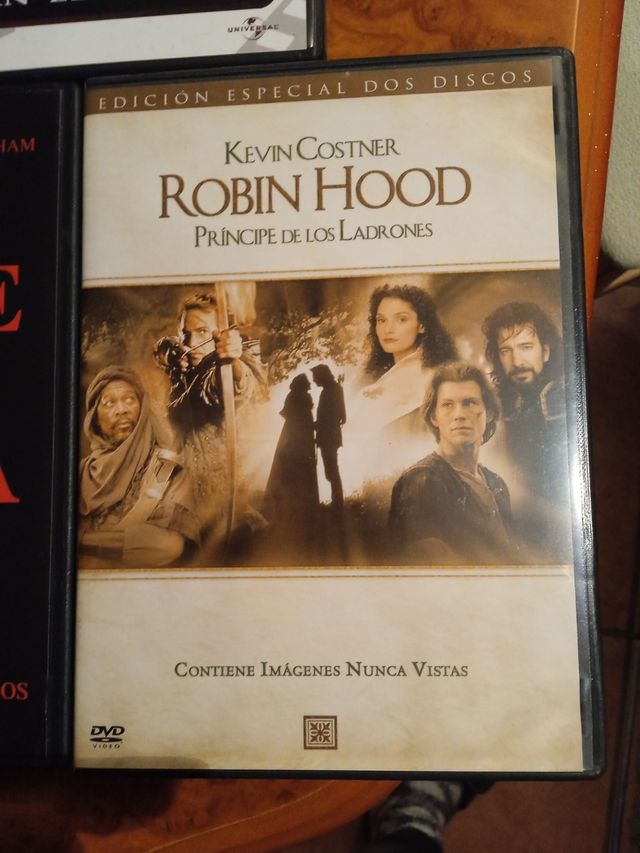 UNIVERSAL
HAM
E
A
OS
EDICIÓN ESPECIAL DOS DISCOS
KEVIN COSTNER
ROBIN HOOD
PRÍNCIPE DE LOS LADRONES
CONTIENE IMÁGENES NUNCA VISTAS
DVD
VIDEO